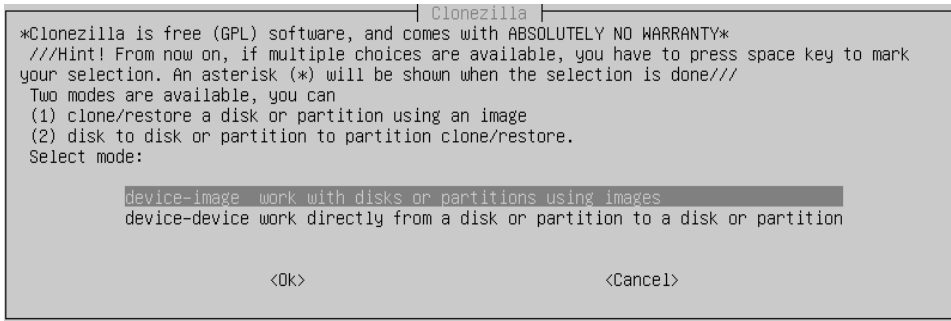 Clonezilla
*Clonezilla is free (GPL) software, and comes with ABSOLUTELY NO WARRANTY*
///Hint! From now on, if multiple choices are available, you have to press space key to mark
your selection. An asterisk (*) will be shown when the selection is done///
Two modes are available, you can
(1) clone/restore a disk or partition using an image
(2) disk to disk or partition to partition clone/restore.
Select mode:
device-image work with disks or partitions using images
device-device work directly from a disk or partition to a disk or partition
<Ok> <Cancel>